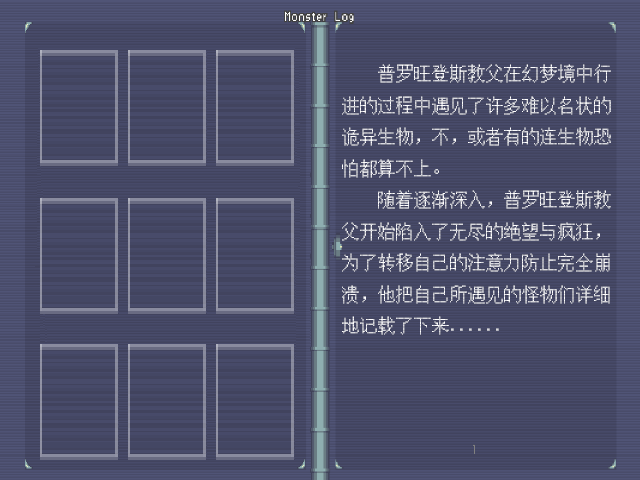 Monster Log
普罗旺登斯教父在幻梦境中行
进的过程中遇见了许多难以名状的
诡异生物，不，或者有的连生物恐
怕都算不上。
随着逐渐深入，普罗旺登斯教
父开始陷入了无尽的绝望与疯狂，
为了转移自己的注意力防止完全崩
溃，他把自己所遇见的怪物们详细
地记载了下来......
1